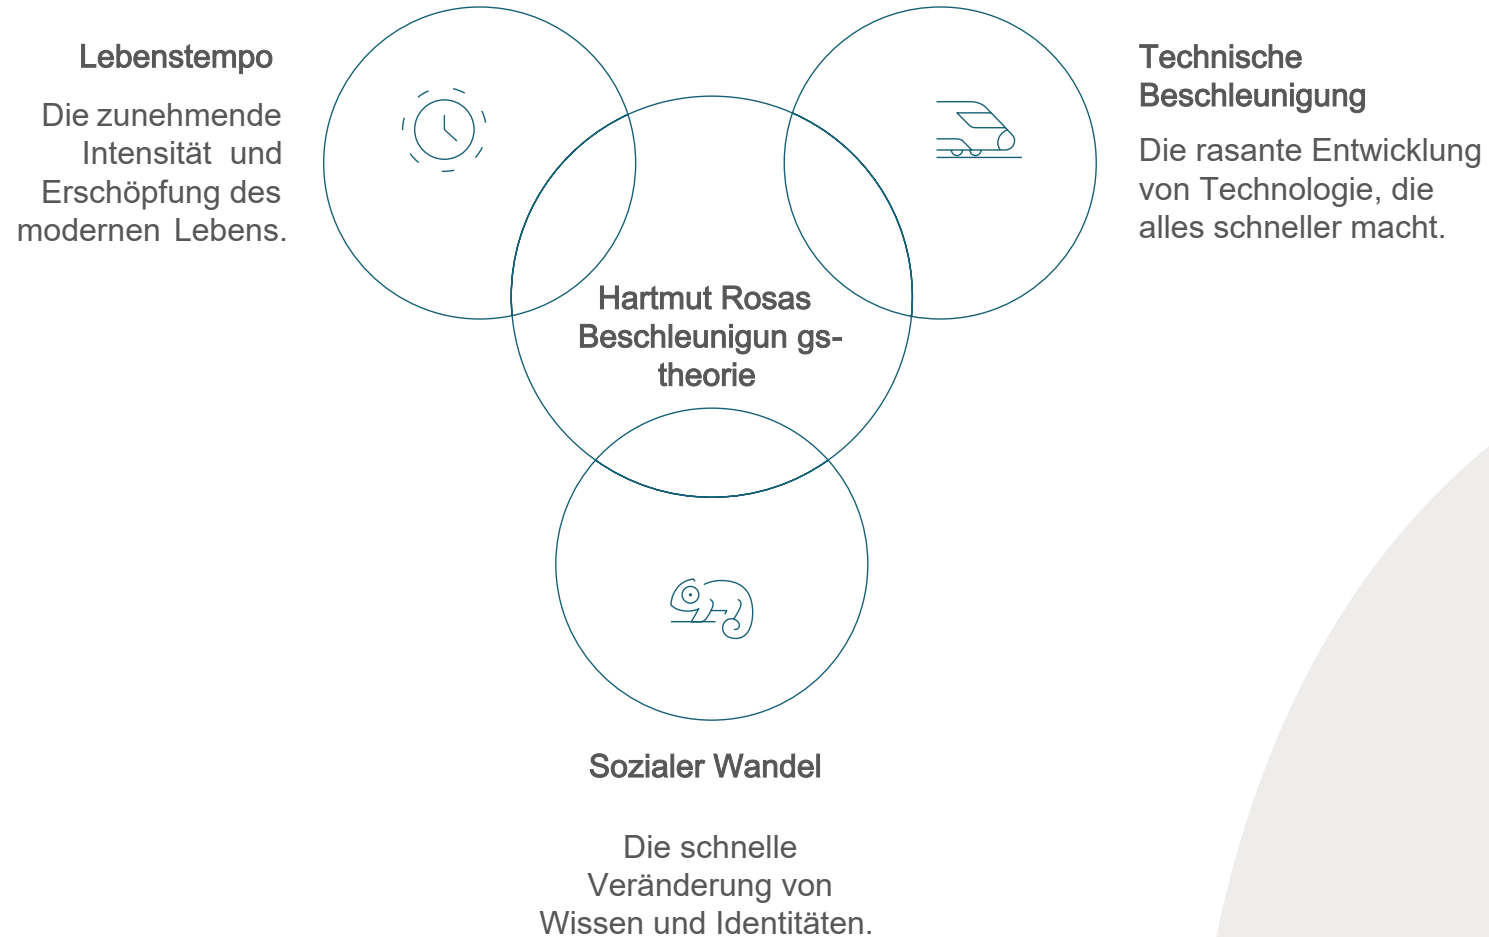 Lebenstempo
Die zunehmende
Intensität und
Erschöpfung des
modernen Lebens.
Technische
Beschleunigung
Die rasante Entwicklung
von Technologie, die
alles schneller macht.
Hartmut Rosas
Beschleunigun gs-
theorie
Sozialer Wandel
Die schnelle
Veränderung von
Wissen und Identitäten.